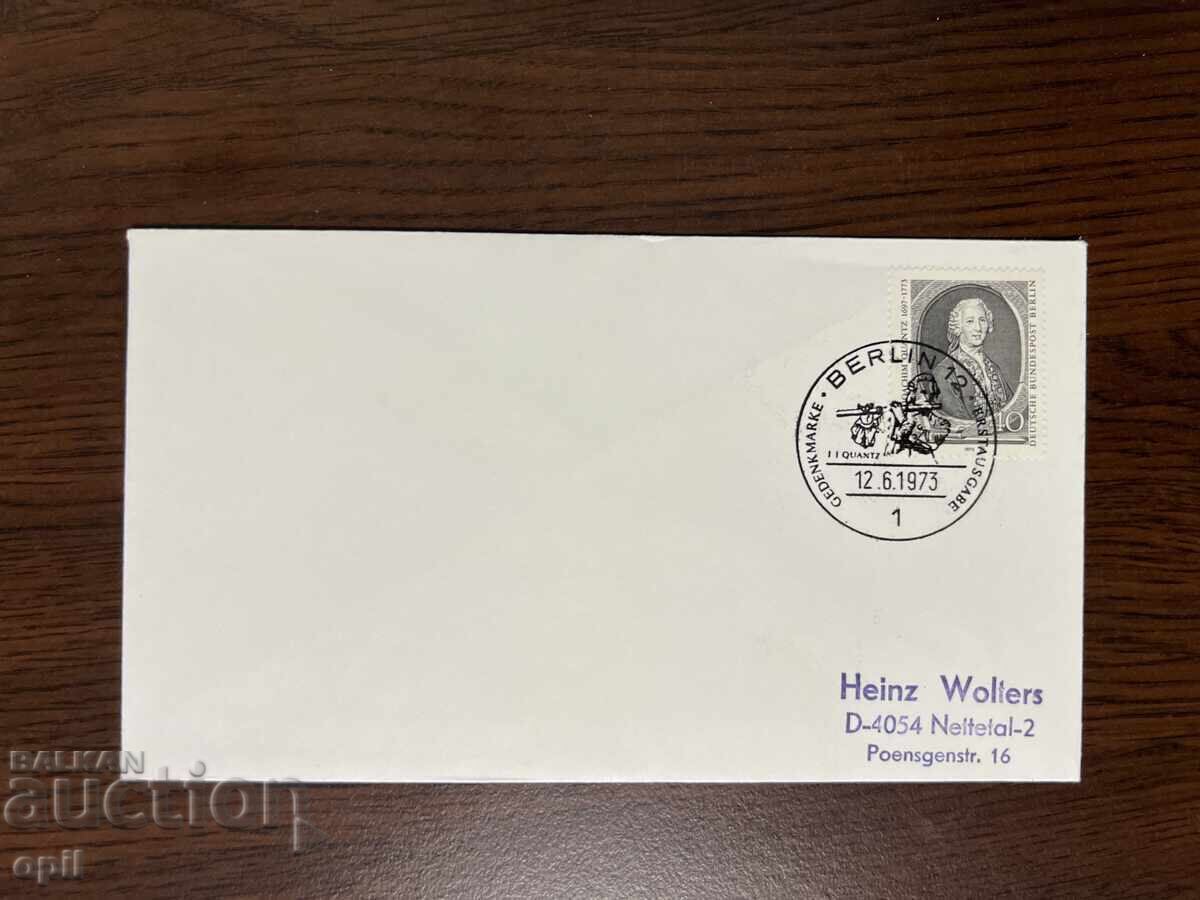 QUANTZ 1697-1773
DEUTSCHE BUNDESPOST BERLIN
10
1973
· BERLIN 12 ·
GEDENKMARKE
ERSTAUSGABE
J J QUANTZ
12.6.1973
1
Heinz Wolters
D-4054 Nettetal-2
Poensgenstr. 16
BALKAN
auction
opil